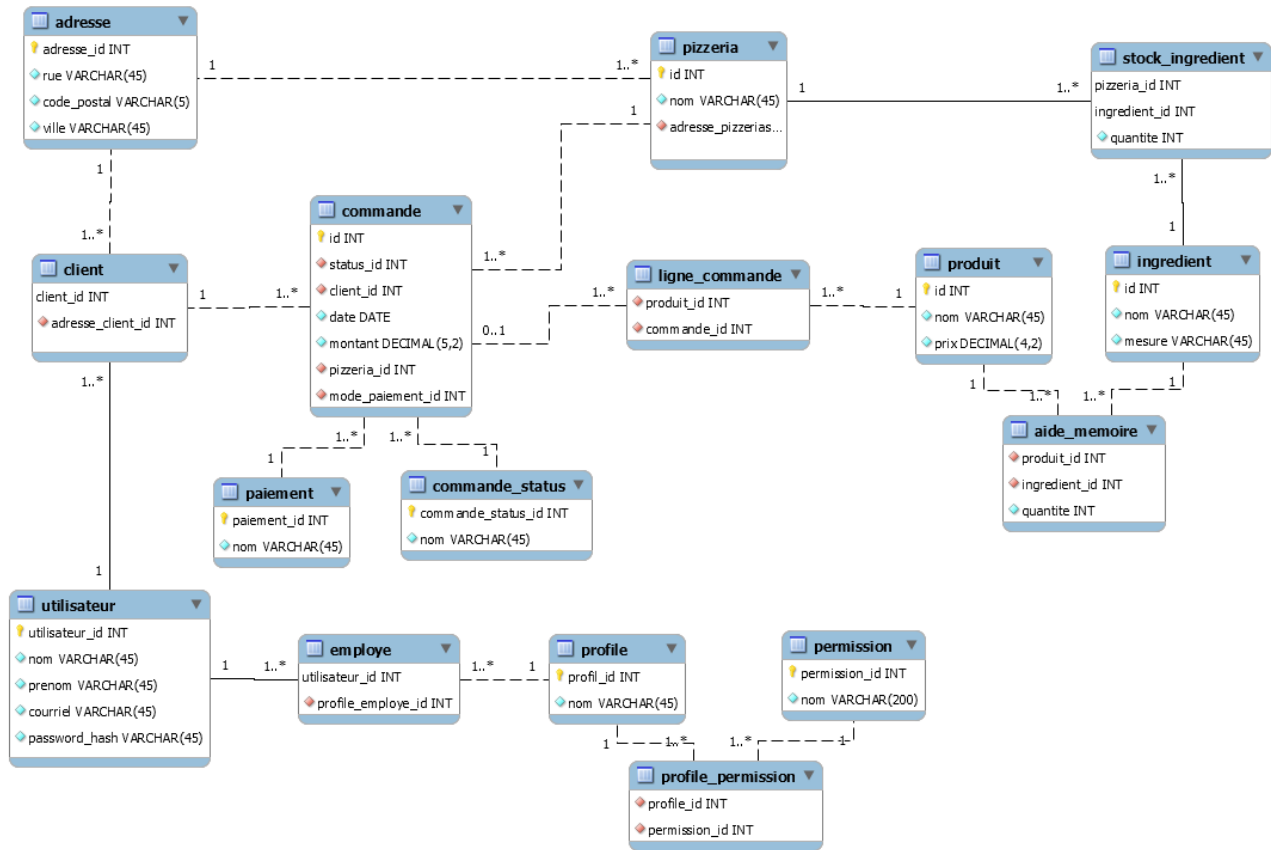 adresse
adresse_id INT
rue VARCHAR(45)
code_postal VARCHAR(5)
ville VARCHAR(45)
1
1..*
pizzeria
id INT
nom VARCHAR(45)
adresse_pizzerias...
1
1..*
stock_ingredient
pizzeria_id INT
ingredient_id INT
quantite INT
1
1..*
1
1..*
1..*
1
commande
id INT
status_id INT
client_id INT
date DATE
montant DECIMAL(5,2)
pizzeria_id INT
mode_paiement_id INT
1..*
0..1
client
client_id INT
adresse_client_id INT
1
1..*
ligne_commande
produit_id INT
commande_id INT
1..*
1..*
1
produit
id INT
nom VARCHAR(45)
prix DECIMAL(4,2)
ingredient
id INT
nom VARCHAR(45)
mesure VARCHAR(45)
1
1..*
1..*
1
aide_memoire
produit_id INT
ingredient_id INT
quantite INT
1..*
1
1..*
1..*
1
1
paiement
paiement_id INT
nom VARCHAR(45)
commande_status
commande_status_id INT
nom VARCHAR(45)
utilisateur
utilisateur_id INT
nom VARCHAR(45)
prenom VARCHAR(45)
courriel VARCHAR(45)
password_hash VARCHAR(45)
1
1..*
employe
utilisateur_id INT
profile_employe_id INT
1..*
1
profile
profil_id INT
nom VARCHAR(45)
permission
permission_id INT
nom VARCHAR(200)
1
1..*
1..*
1
profile_permission
profile_id INT
permission_id INT